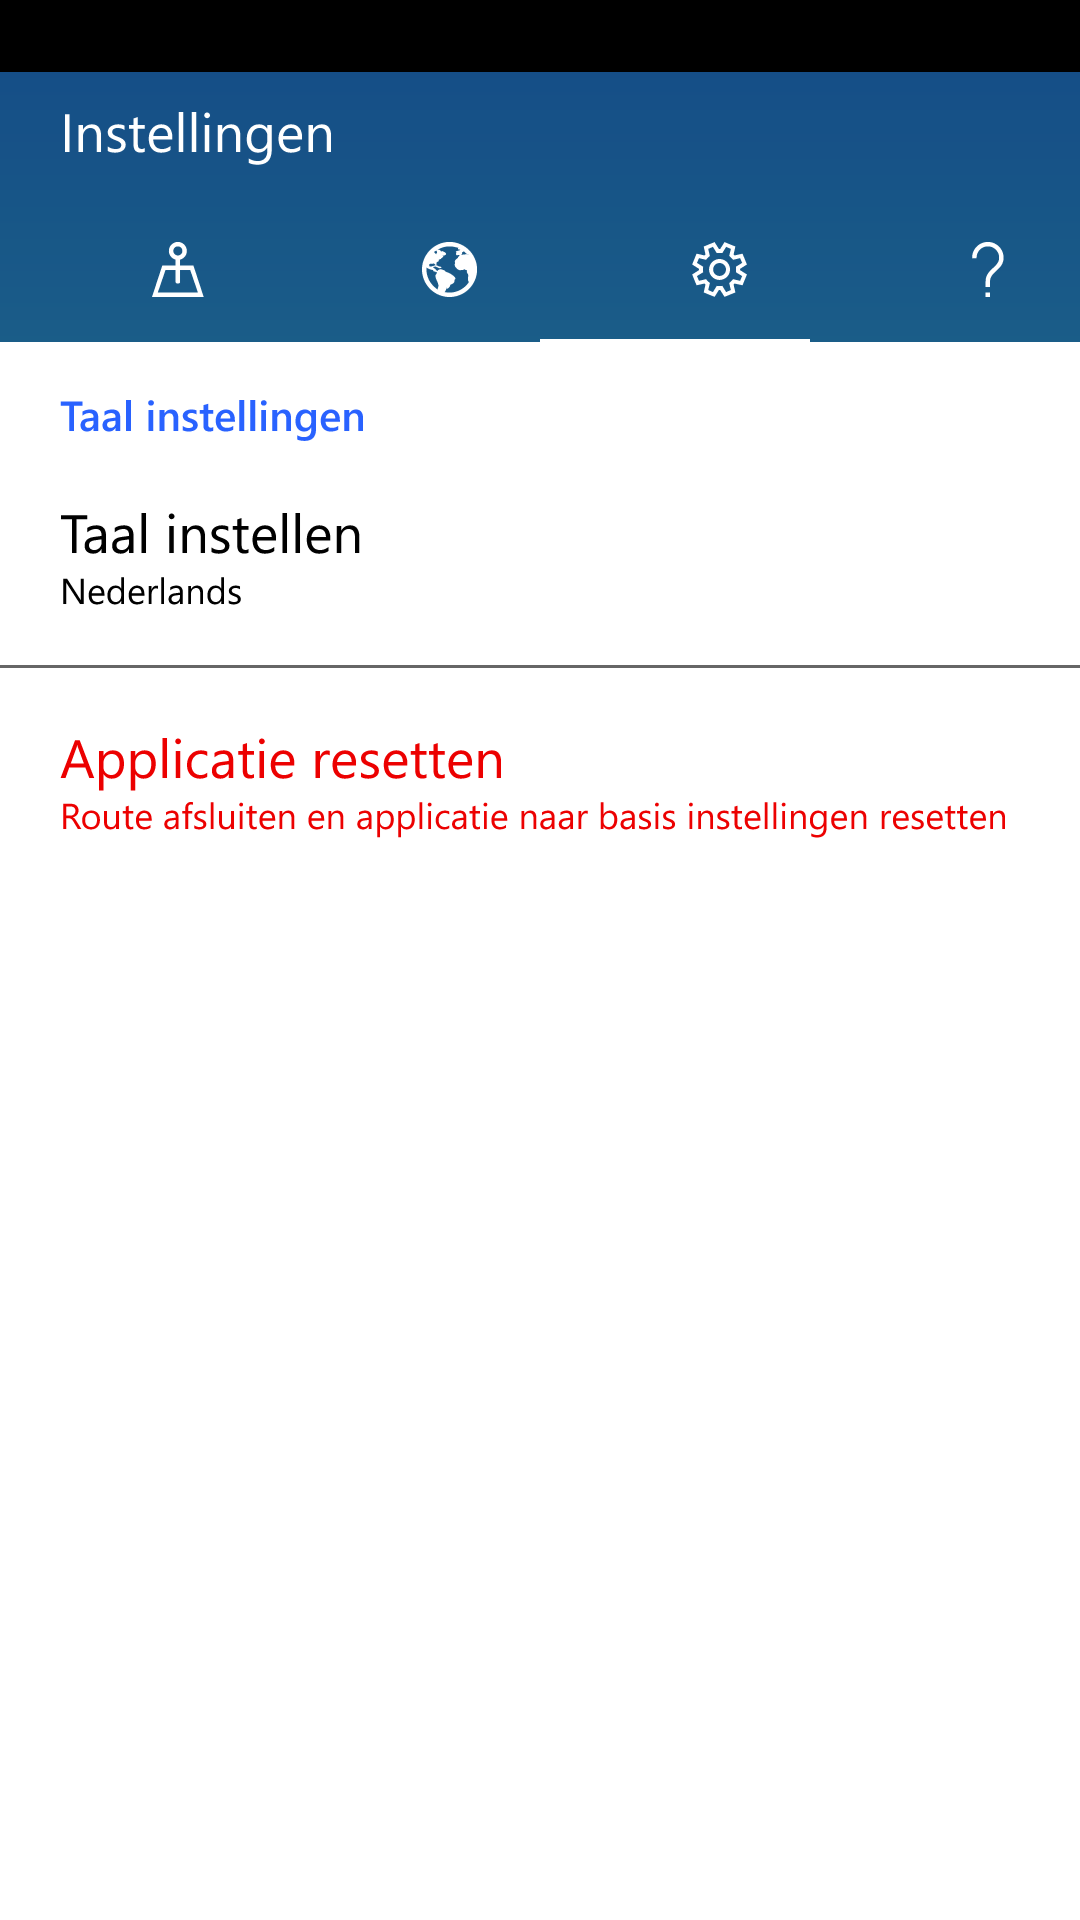 Instellingen
Taal instellingen
Taal instellen
Nederlands
Applicatie resetten
Route afsluiten en applicatie naar basis instellingen resetten